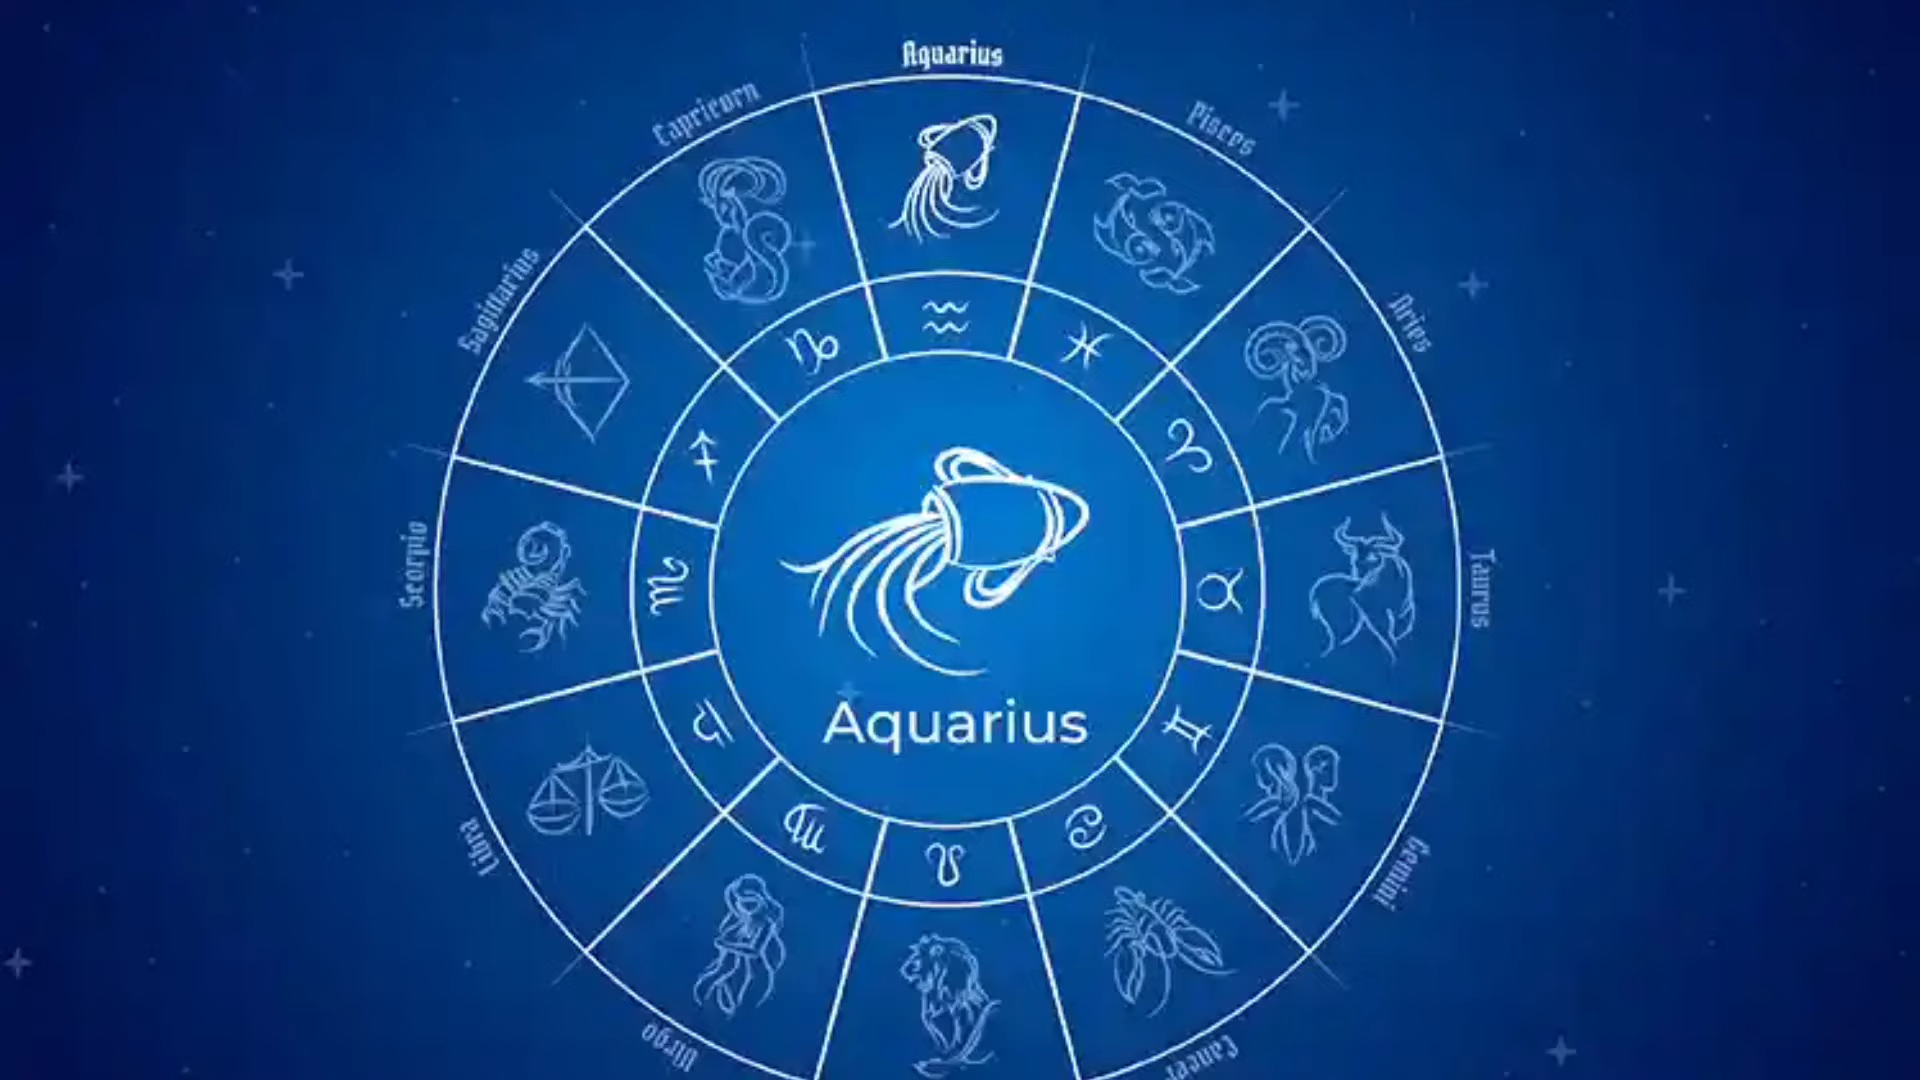 Aquarius
Pisces
Aries
Taurus
Gemini
Cancer
Virgo
Libra
Scorpio
Sagittarius
Capricorn
♒
♓
♈
♉
♊
♋
♌
♍
♎
♏
♐
♑
Aquarius